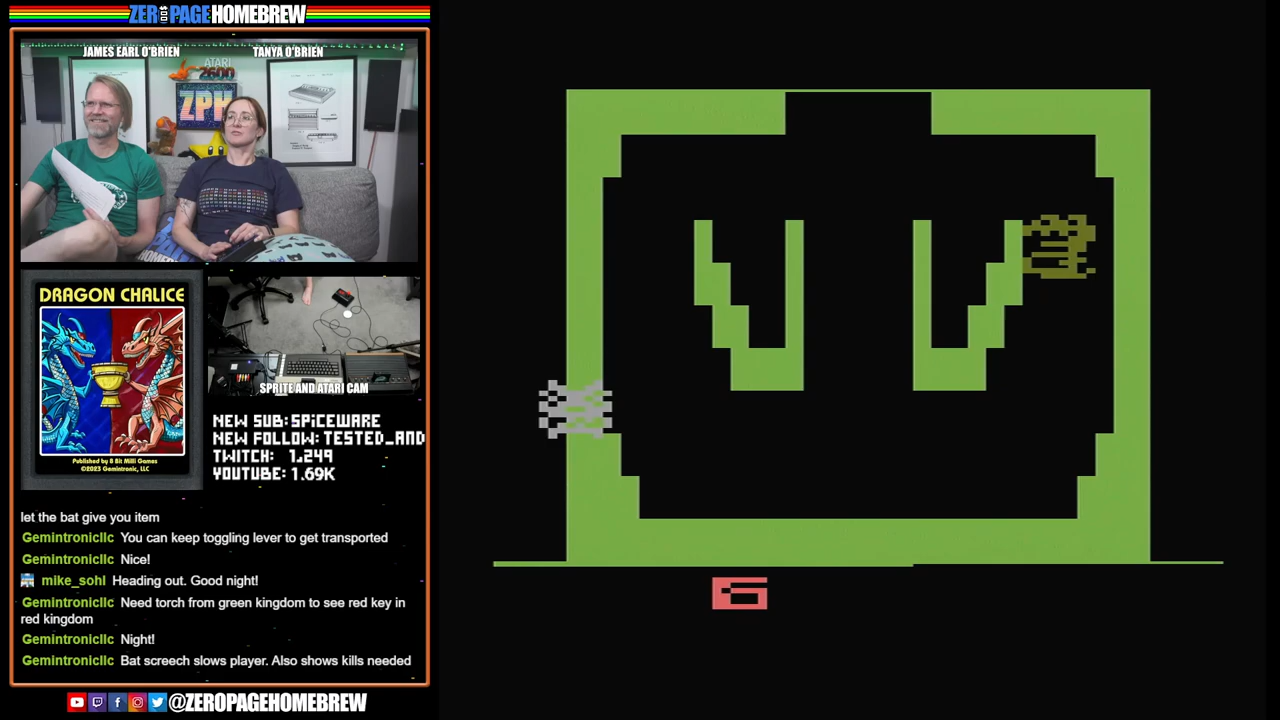 ZER PAGE HOMEBREW
JAMES EARL O'BRIEN
TANYA O'BRIEN
ATARI
2600
ZPH
DRAGON CHALICE
Published by 8 Bit Milli Games
©2023 Gemintronic, LLC
SPRITE AND ATARI CAM
NEW SUB: SPICEWARE
NEW FOLLOW: TESTED_AND
TWITCH: 1,249
YOUTUBE: 1.69K
let the bat give you item
Gemintronicllc You can keep toggling lever to get transported
Gemintronicllc Nice!
mike_sohl Heading out. Good night!
Gemintronicllc Need torch from green kingdom to see red key in
red kingdom
Gemintronicllc Night!
Gemintronicllc Bat screech slows player. Also shows kills needed
@ZEROPAGEHOMEBREW
6